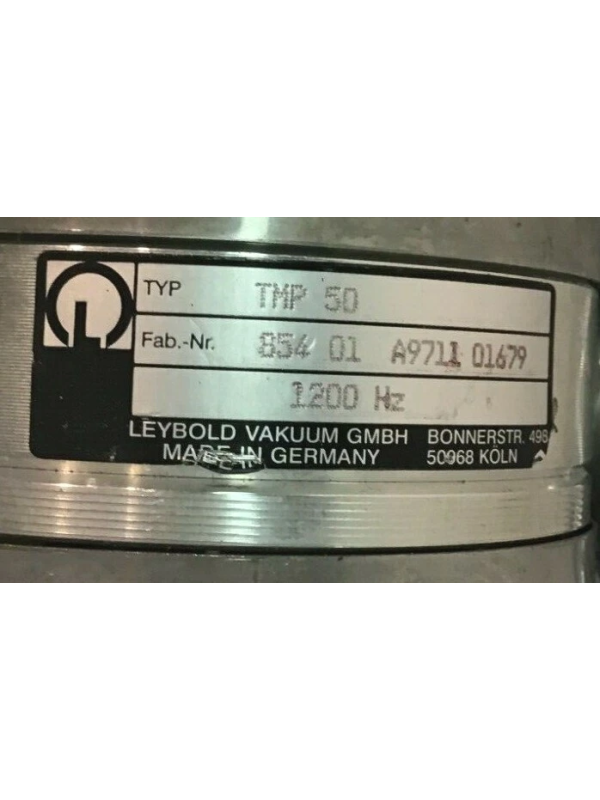 TYP TMP 50
Fab.-Nr. 854 01 A9711 01679
1200 Hz
LEYBOLD VAKUUM GMBH BONNERSTR. 498
MADE IN GERMANY 50968 KÖLN